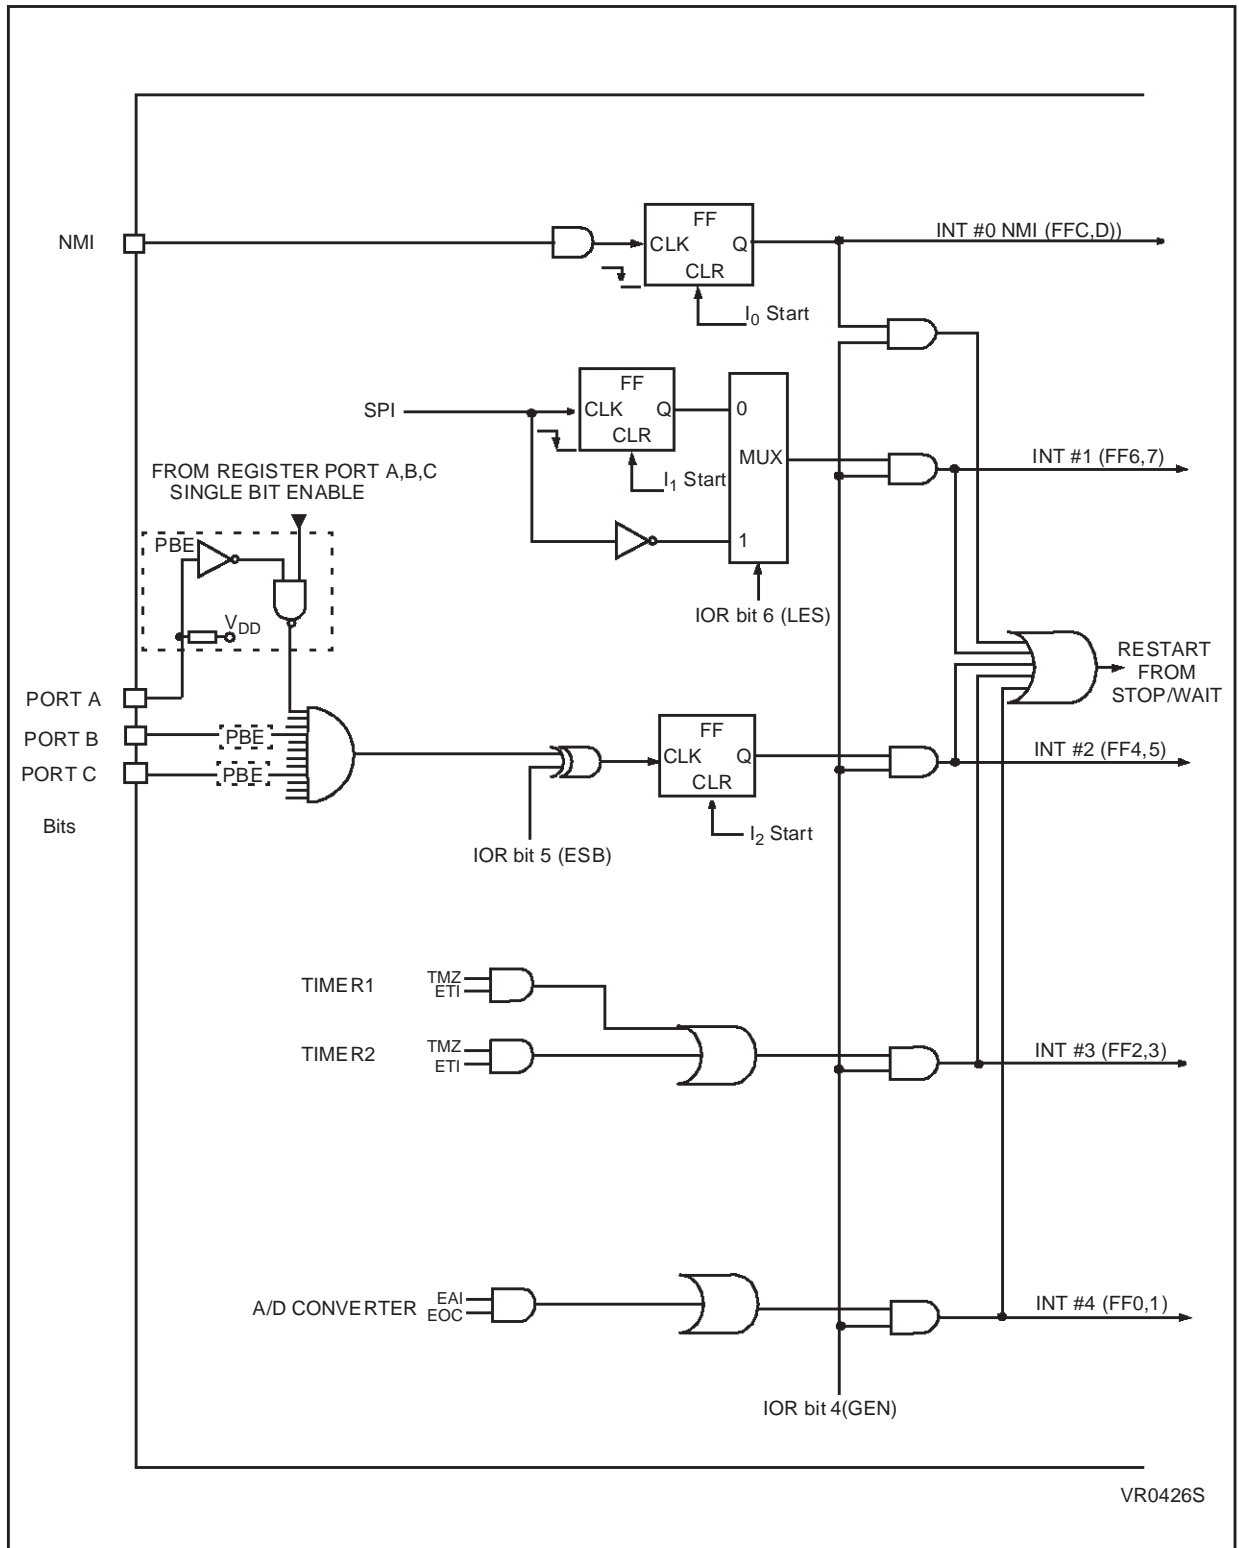 NMI
FF
CLK
Q
CLR
I0 Start
INT #0 NMI (FFC,D))
SPI
FF
CLK
Q
CLR
I1 Start
0
MUX
1
IOR bit 6 (LES)
INT #1 (FF6,7)
FROM REGISTER PORT A,B,C
SINGLE BIT ENABLE
PBE
VDD
PORT A
PORT B
PBE
PORT C
PBE
Bits
IOR bit 5 (ESB)
FF
CLK
Q
CLR
I2 Start
RESTART
FROM
STOP/WAIT
INT #2 (FF4,5)
TIMER1
TMZ
ETI
TIMER2
TMZ
ETI
INT #3 (FF2,3)
A/D CONVERTER
EAI
EOC
INT #4 (FF0,1)
IOR bit 4(GEN)
VR0426S